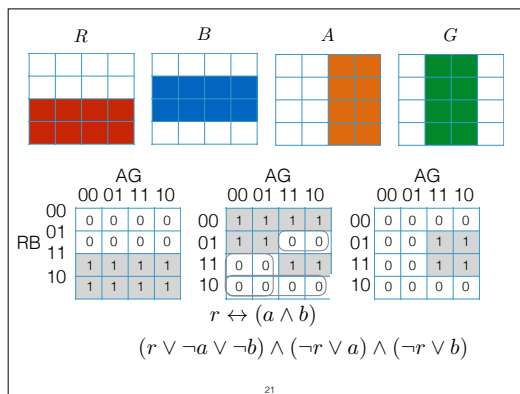 R B A G
AG AG AG
00 01 11 10 00 01 11 10 00 01 11 10
00 0 0 0 0 00 1 1 1 1 00 0 0 0 0
RB 01 0 0 0 0 01 1 1 0 0 01 0 0 1 1
11 1 1 1 1 11 0 0 1 1 11 0 0 1 1
10 1 1 1 1 10 0 0 0 0 10 0 0 0 0
r ↔ (a ∧ b)
(r ∨ ¬a ∨ ¬b) ∧ (¬r ∨ a) ∧ (¬r ∨ b)
21